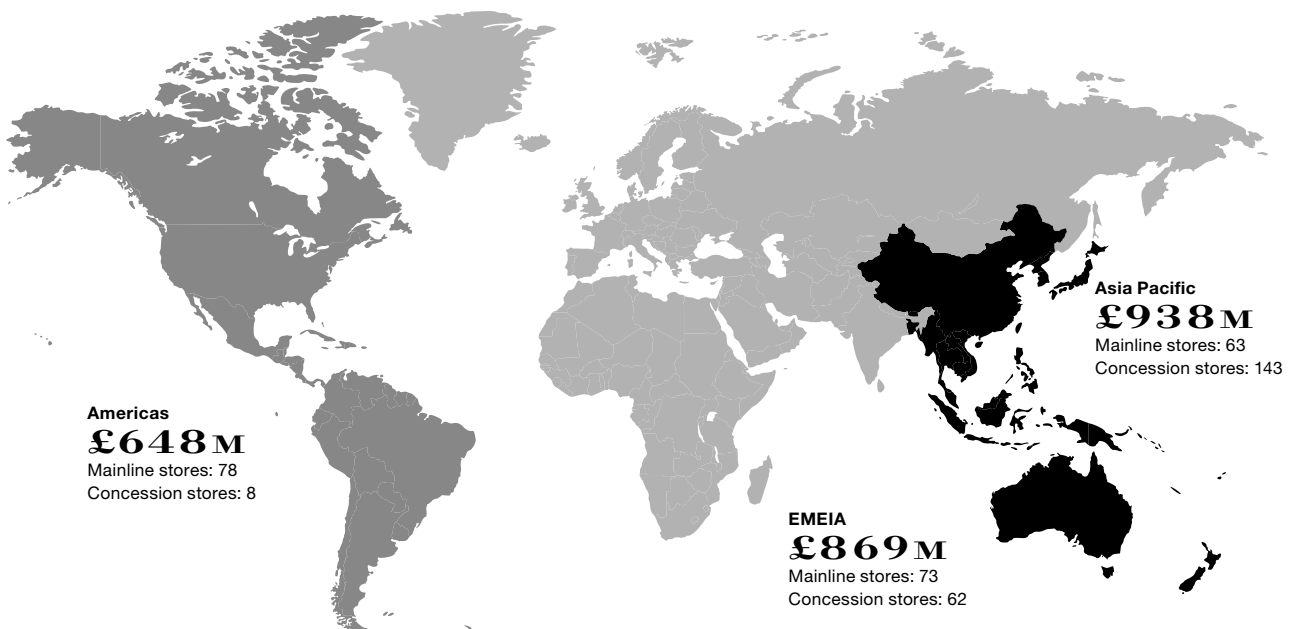 Asia Pacific
£938M
Mainline stores: 63
Concession stores: 143
Americas
£648M
Mainline stores: 78
Concession stores: 8
EMEIA
£869M
Mainline stores: 73
Concession stores: 62